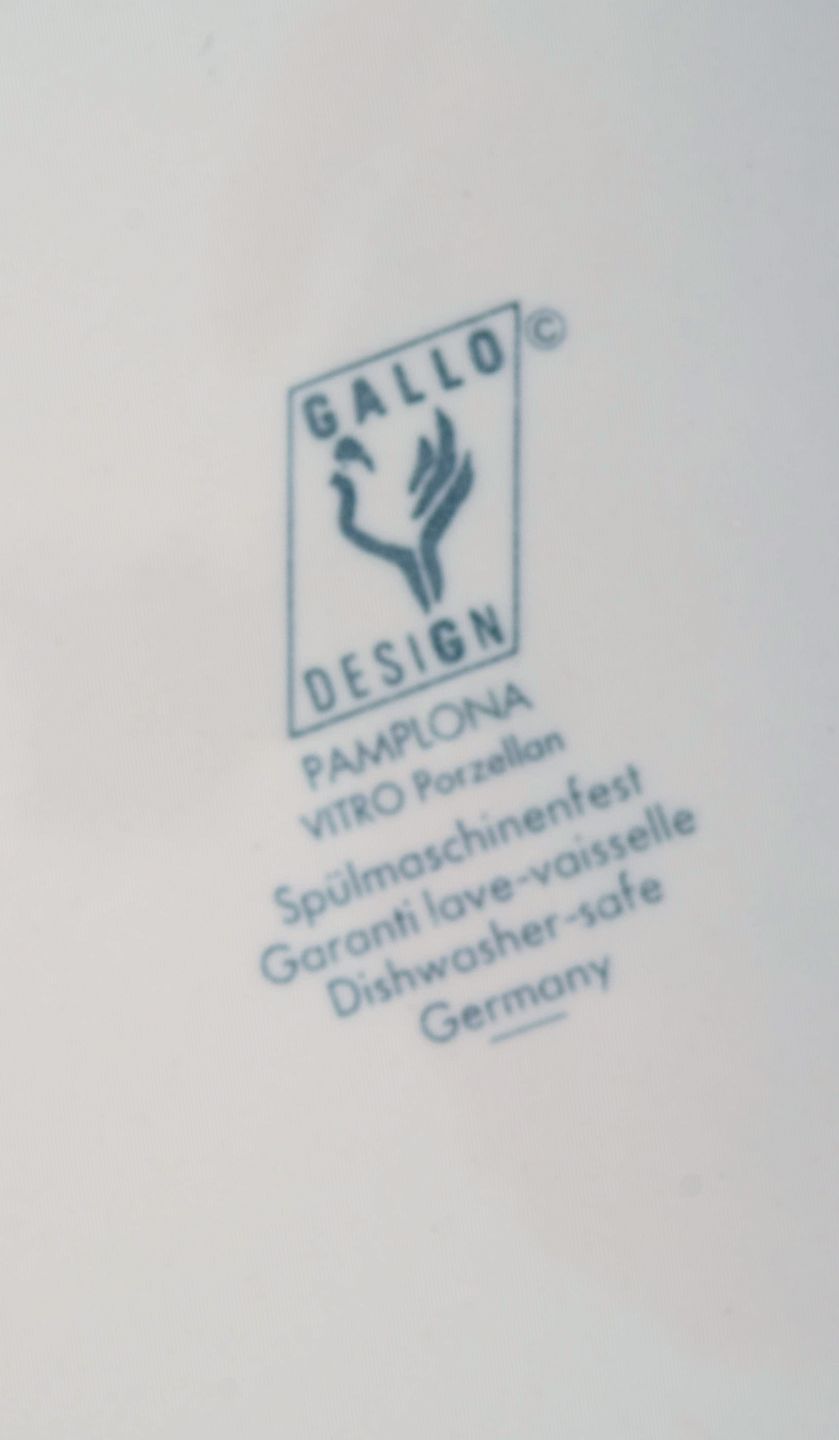 GALLO
©
DESIGN
PAMPLONA
VITRO Porzellan
Spülmaschinenfest
Garanti lave-vaisselle
Dishwasher-safe
Germany